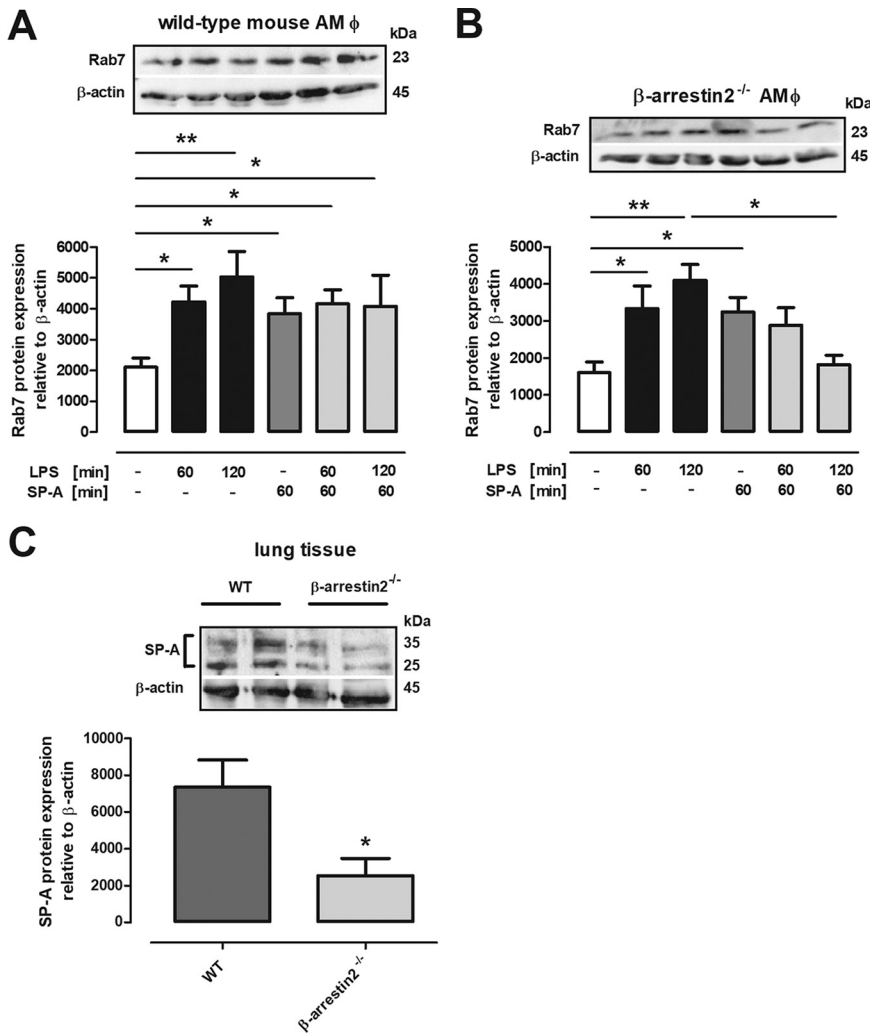 A
wild-type mouse AM ϕ
kDa
Rab7
23
β-actin
45
**
*
*
*
*
Rab7 protein expression
relative to β-actin
6000
5000
4000
3000
2000
1000
0
LPS [min] - 60 120 - 60 120
SP-A [min] - - - 60 60 60
B
β-arrestin2-/- AMϕ
kDa
Rab7
23
β-actin
45
** *
*
*
Rab7 protein expression
relative to β-actin
5000
4000
3000
2000
1000
0
LPS [min] - 60 120 - 60 120
SP-A [min] - - - 60 60 60
C
lung tissue
WT β-arrestin2-/-
kDa
SP-A
35
25
β-actin
45
SP-A protein expression
relative to β-actin
10000
8000
6000
4000
2000
0
*
WT
β-arrestin2-/-